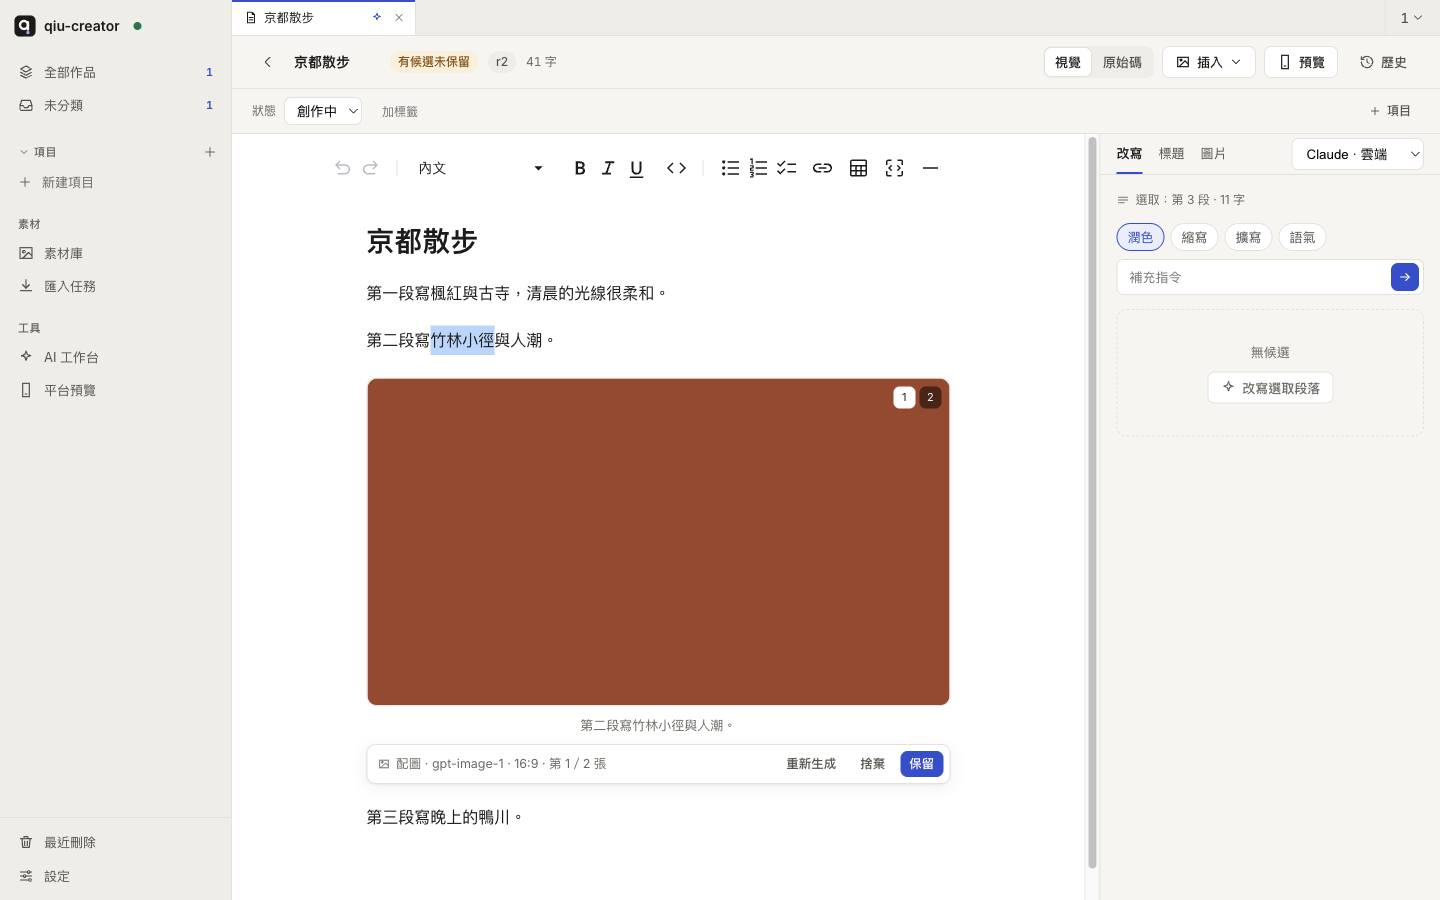 qiu-creator
全部作品 1
未分類 1
項目
新建項目
素材
素材庫
匯入任務
工具
AI 工作台
平台預覽
最近刪除
設定
京都散步
1
京都散步 有候選未保留 r2 41 字
視覺 原始碼 插入 預覽 歷史
狀態 創作中 加標籤
項目
內文 B I U
京都散步
第一段寫楓紅與古寺，清晨的光線很柔和。
第二段寫竹林小徑與人潮。
1 2
第二段寫竹林小徑與人潮。
配圖 · gpt-image-1 · 16:9 · 第 1 / 2 張
重新生成 捨棄 保留
第三段寫晚上的鴨川。
改寫 標題 圖片 Claude · 雲端
選取：第 3 段 · 11 字
潤色 縮寫 擴寫 語氣
補充指令
無候選
改寫選取段落